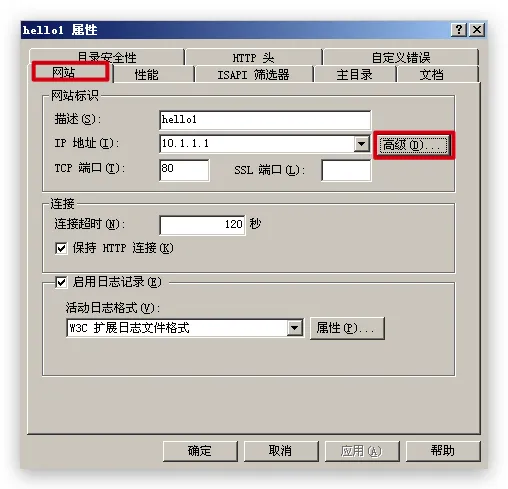 hello1 属性
目录安全性 HTTP 头 自定义错误
网站 性能 ISAPI 筛选器 主目录 文档
网站标识
描述(S): hello1
IP 地址(I): 10.1.1.1 高级(D)...
TCP 端口(T): 80 SSL 端口(L):
连接
连接超时(N): 120 秒
保持 HTTP 连接(K)
启用日志记录(E)
活动日志格式(V):
W3C 扩展日志文件格式 属性(P)...
确定 取消 应用(A) 帮助